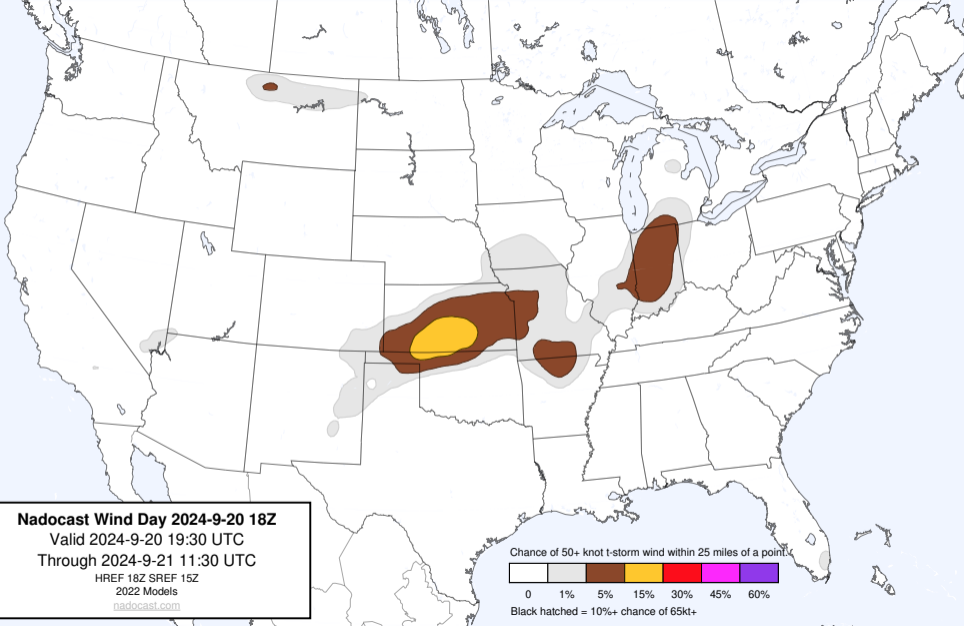 Nadocast Wind Day 2024-9-20 18Z
Valid 2024-9-20 19:30 UTC
Through 2024-9-21 11:30 UTC
HREF 18Z SREF 15Z
2022 Models
nadocast.com
Chance of 50+ knot t-storm wind within 25 miles of a point.
0 1% 5% 15% 30% 45% 60%
Black hatched = 10%+ chance of 65kt+